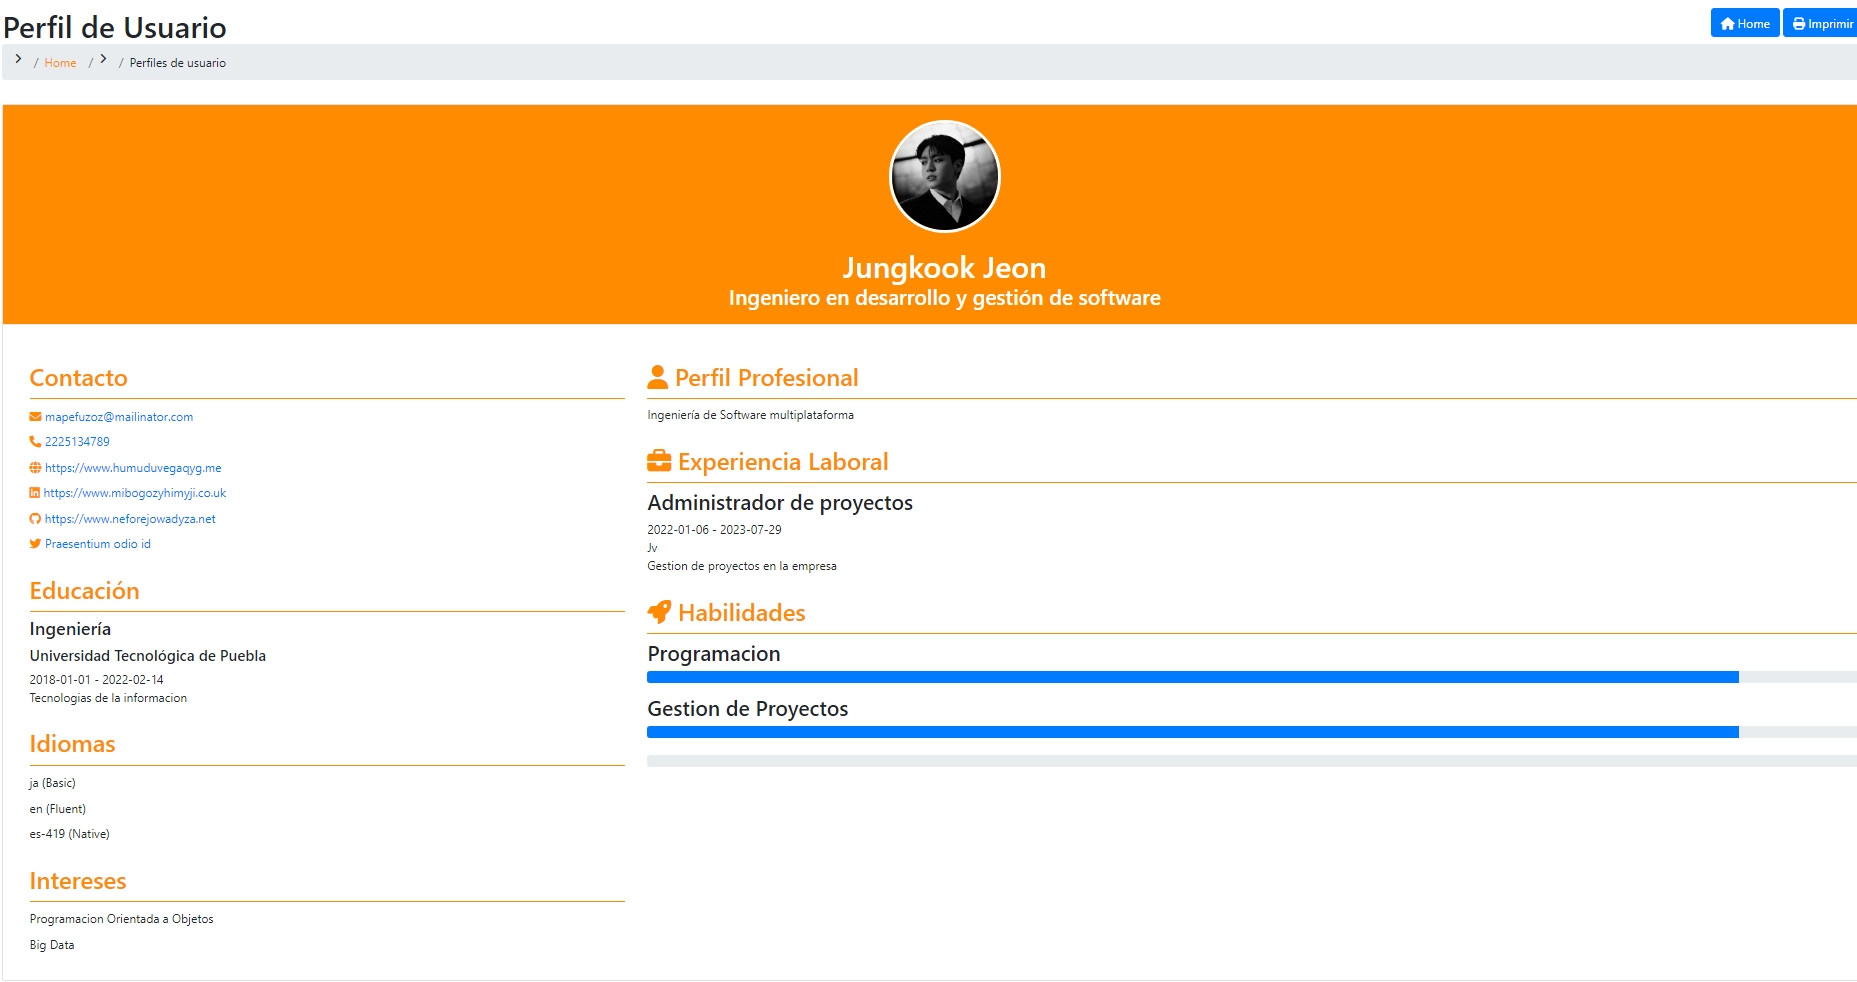 Perfil de Usuario
Home
Imprimir
/ Home / / Perfiles de usuario
Jungkook Jeon
Ingeniero en desarrollo y gestión de software
Contacto
mapefuzoz@mailinator.com
2225134789
https://www.humuduvegaqyg.me
https://www.mibogozyhimyji.co.uk
https://www.neforejowadyza.net
Praesentium odio id
Educación
Ingeniería
Universidad Tecnológica de Puebla
2018-01-01 - 2022-02-14
Tecnologias de la informacion
Idiomas
ja (Basic)
en (Fluent)
es-419 (Native)
Intereses
Programacion Orientada a Objetos
Big Data
Perfil Profesional
Ingeniería de Software multiplataforma
Experiencia Laboral
Administrador de proyectos
2022-01-06 - 2023-07-29
Jv
Gestion de proyectos en la empresa
Habilidades
Programacion
Gestion de Proyectos